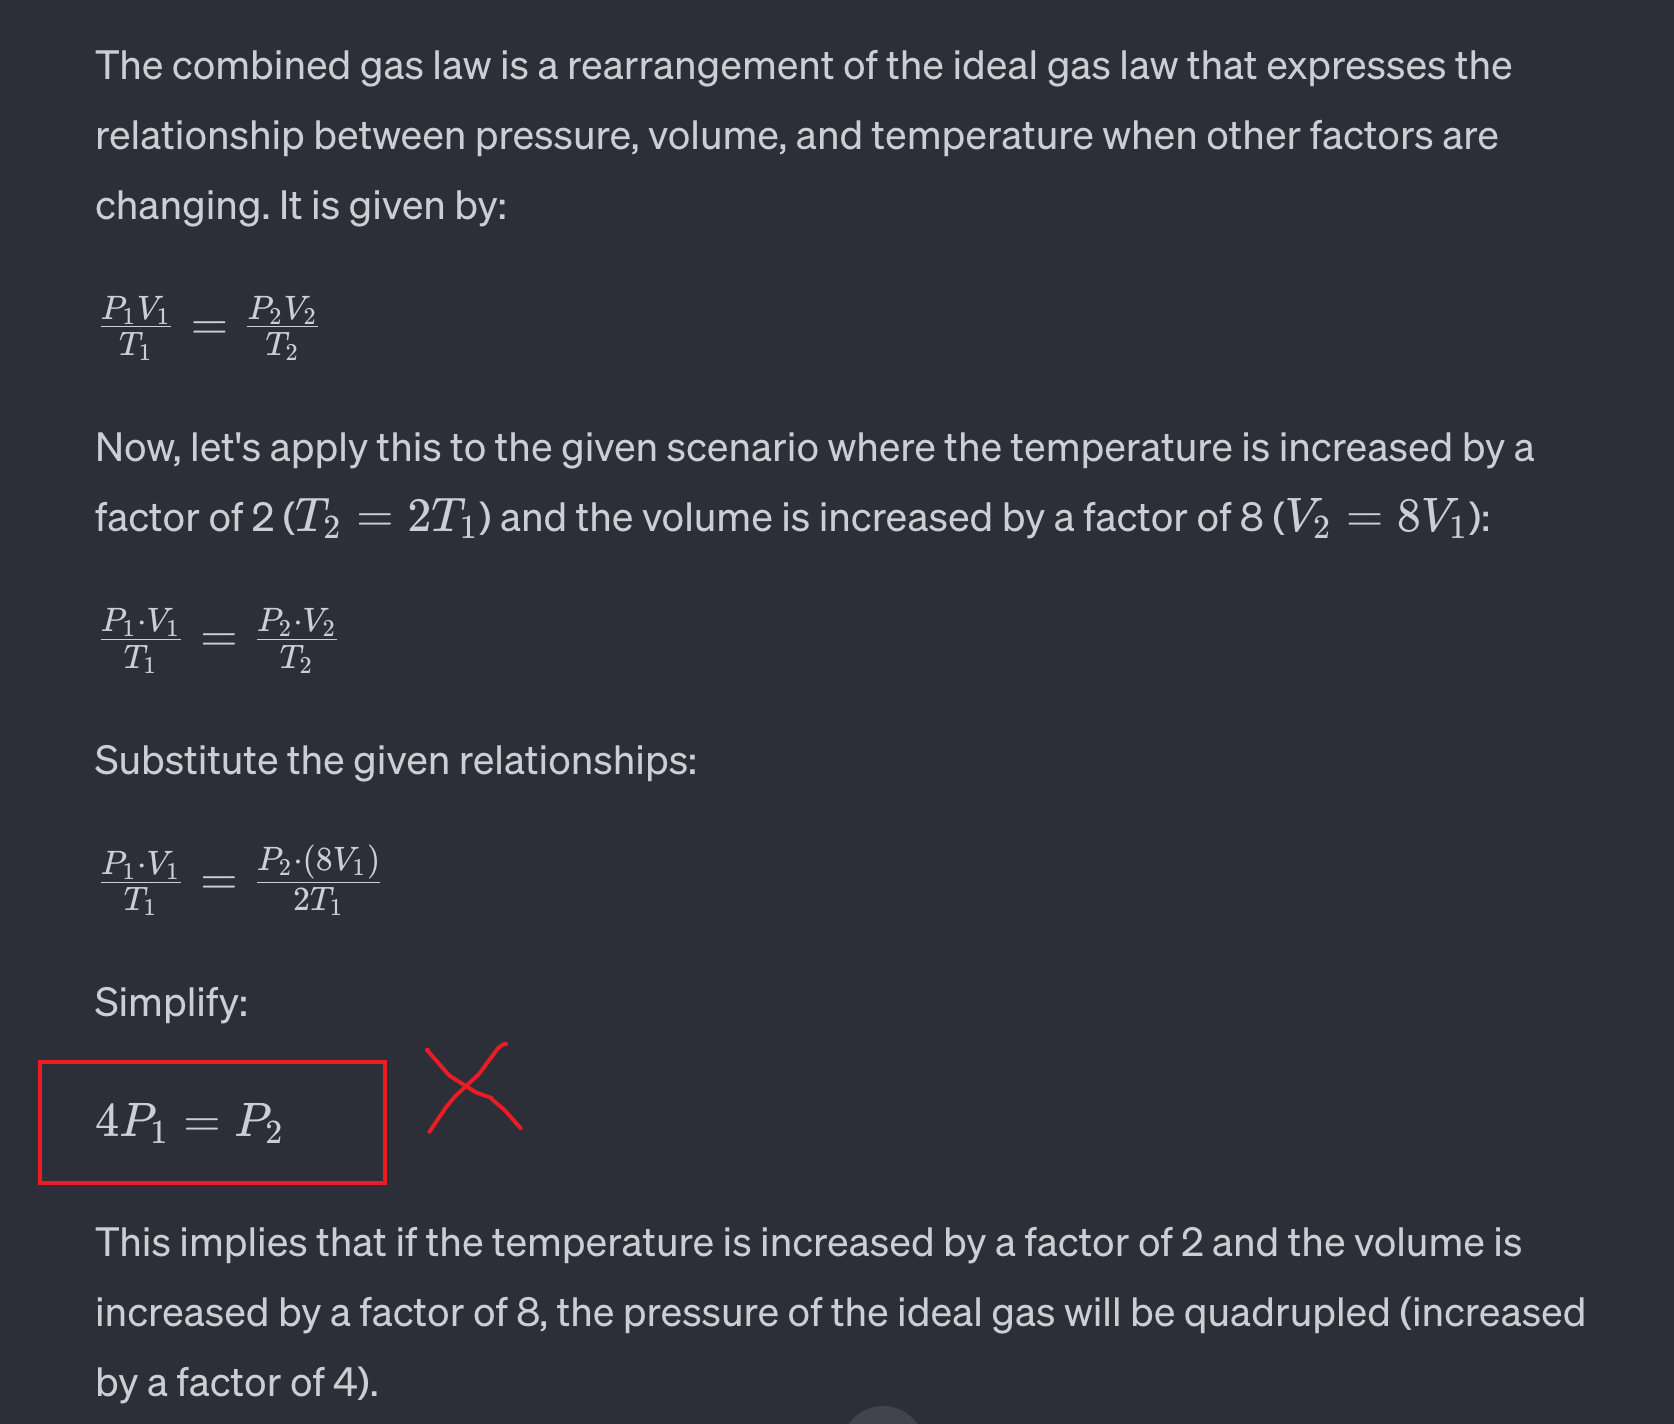 The combined gas law is a rearrangement of the ideal gas law that expresses the
relationship between pressure, volume, and temperature when other factors are
changing. It is given by:
\frac{P_1V_1}{T_1} = \frac{P_2V_2}{T_2}
Now, let's apply this to the given scenario where the temperature is increased by a
factor of 2 (T_2 = 2T_1) and the volume is increased by a factor of 8 (V_2 = 8V_1):
\frac{P_1·V_1}{T_1} = \frac{P_2·V_2}{T_2}
Substitute the given relationships:
\frac{P_1·V_1}{T_1} = \frac{P_2·(8V_1)}{2T_1}
Simplify:
4P_1 = P_2
This implies that if the temperature is increased by a factor of 2 and the volume is
increased by a factor of 8, the pressure of the ideal gas will be quadrupled (increased
by a factor of 4).